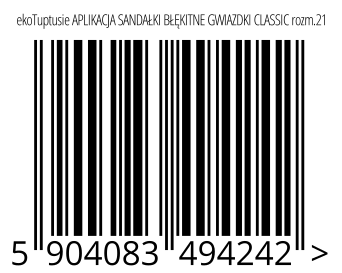 ekoTuptusie APLIKACJA SANDAŁKI BŁĘKITNE GWIAZDKI CLASSIC rozm.21
5 904083 494242 >